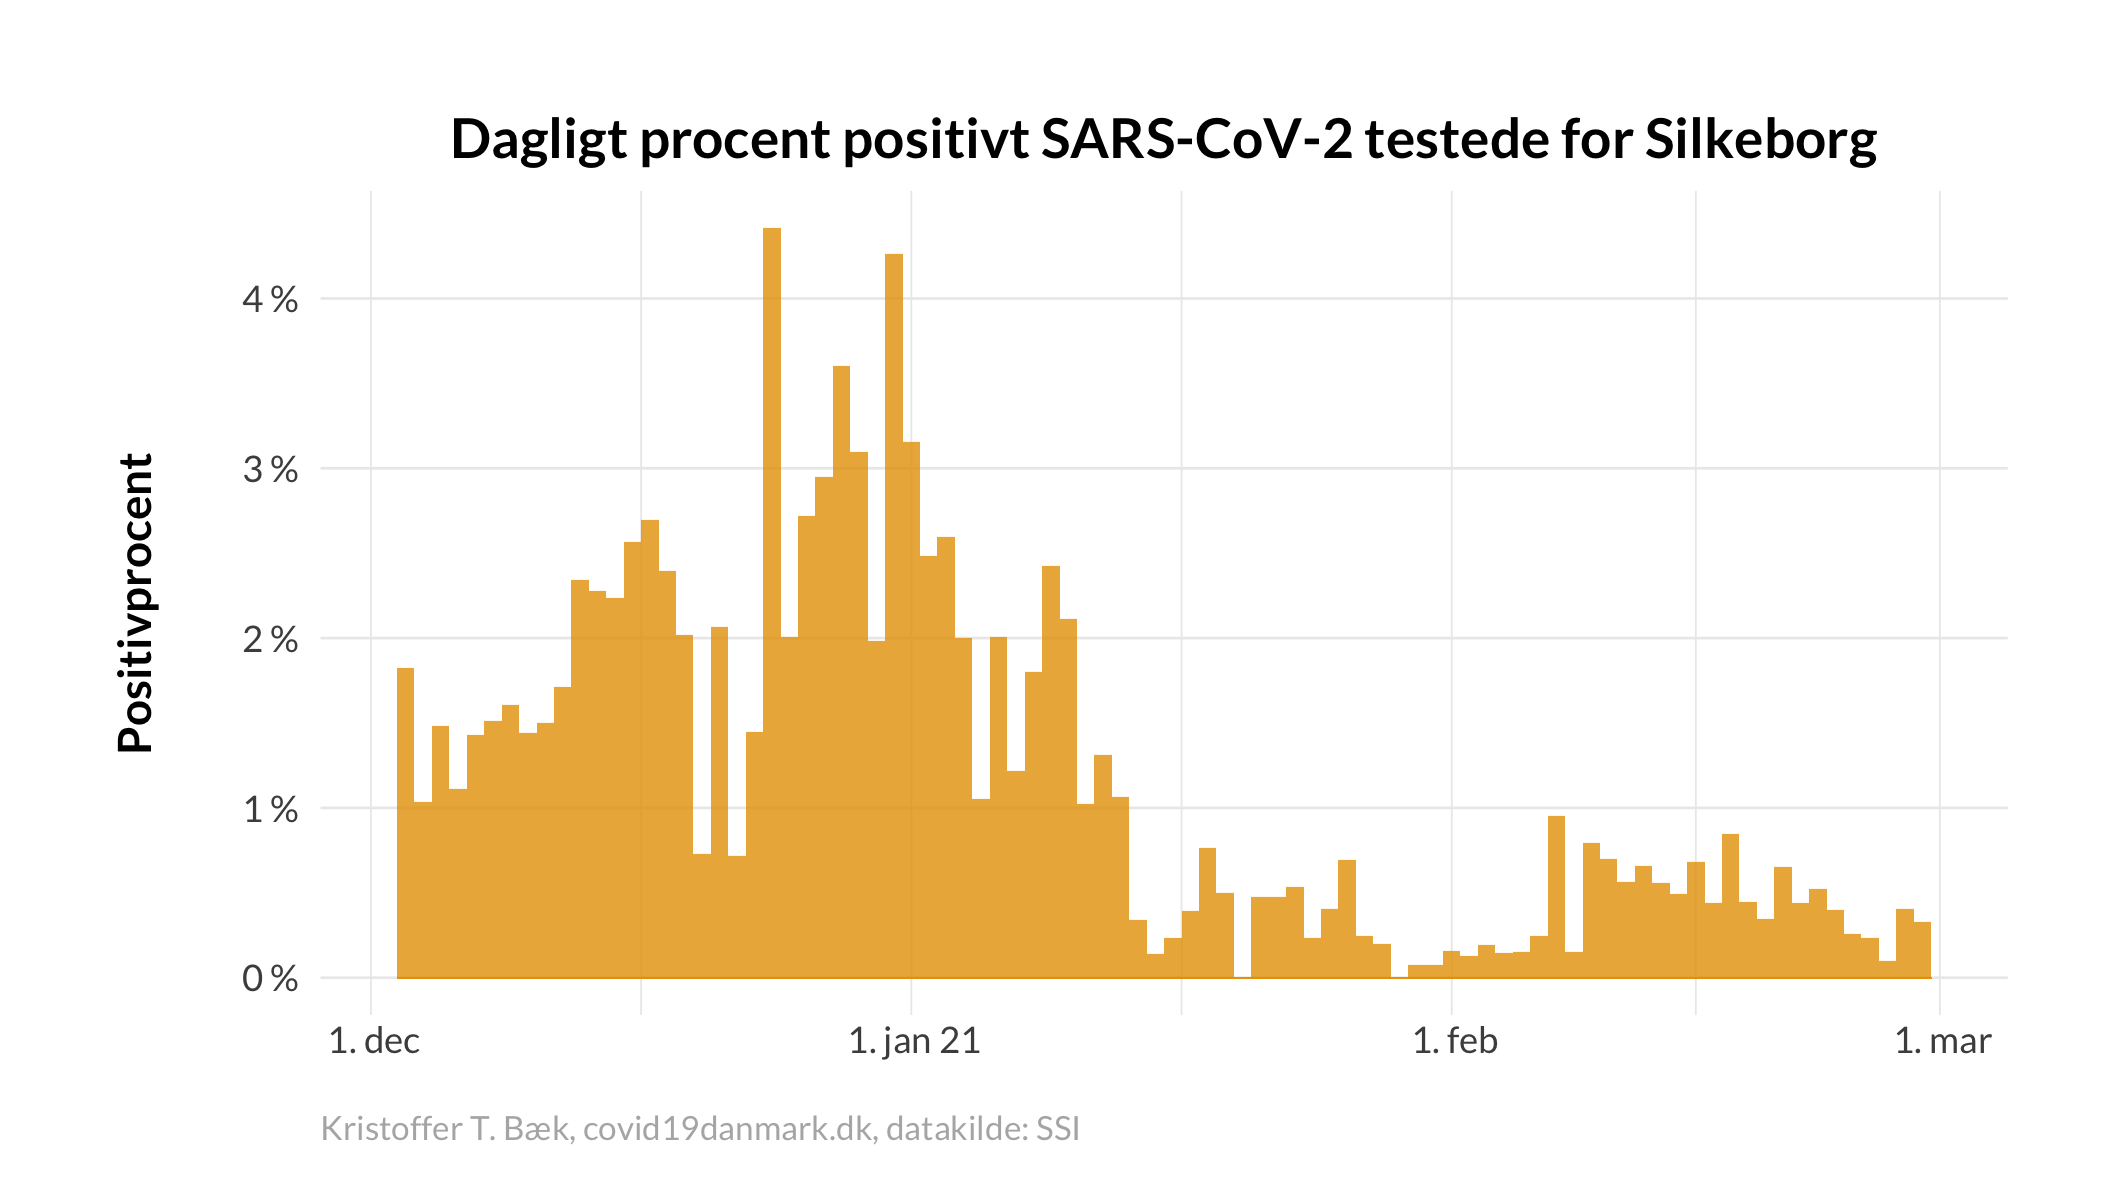 Dagligt procent positivt SARS-CoV-2 testede for Silkeborg
Positivprocent
4 %
3 %
2 %
1 %
0 %
1. dec
1. jan 21
1. feb
1. mar
Kristoffer T. Bæk, covid19danmark.dk, datakilde: SSI